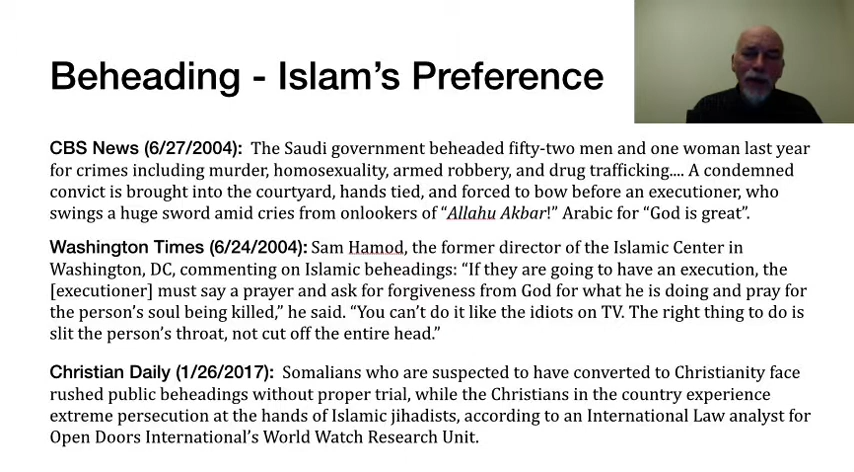 Beheading - Islam's Preference
CBS News (6/27/2004): The Saudi government beheaded fifty-two men and one woman last year
for crimes including murder, homosexuality, armed robbery, and drug trafficking.... A condemned
convict is brought into the courtyard, hands tied, and forced to bow before an executioner, who
swings a huge sword amid cries from onlookers of “Allahu Akbar!” Arabic for “God is great”.
Washington Times (6/24/2004): Sam Hamod, the former director of the Islamic Center in
Washington, DC, commenting on Islamic beheadings: “If they are going to have an execution, the
[executioner] must say a prayer and ask for forgiveness from God for what he is doing and pray for
the person’s soul being killed,” he said. “You can’t do it like the idiots on TV. The right thing to do is
slit the person’s throat, not cut off the entire head.”
Christian Daily (1/26/2017): Somalians who are suspected to have converted to Christianity face
rushed public beheadings without proper trial, while the Christians in the country experience
extreme persecution at the hands of Islamic jihadists, according to an International Law analyst for
Open Doors International’s World Watch Research Unit.